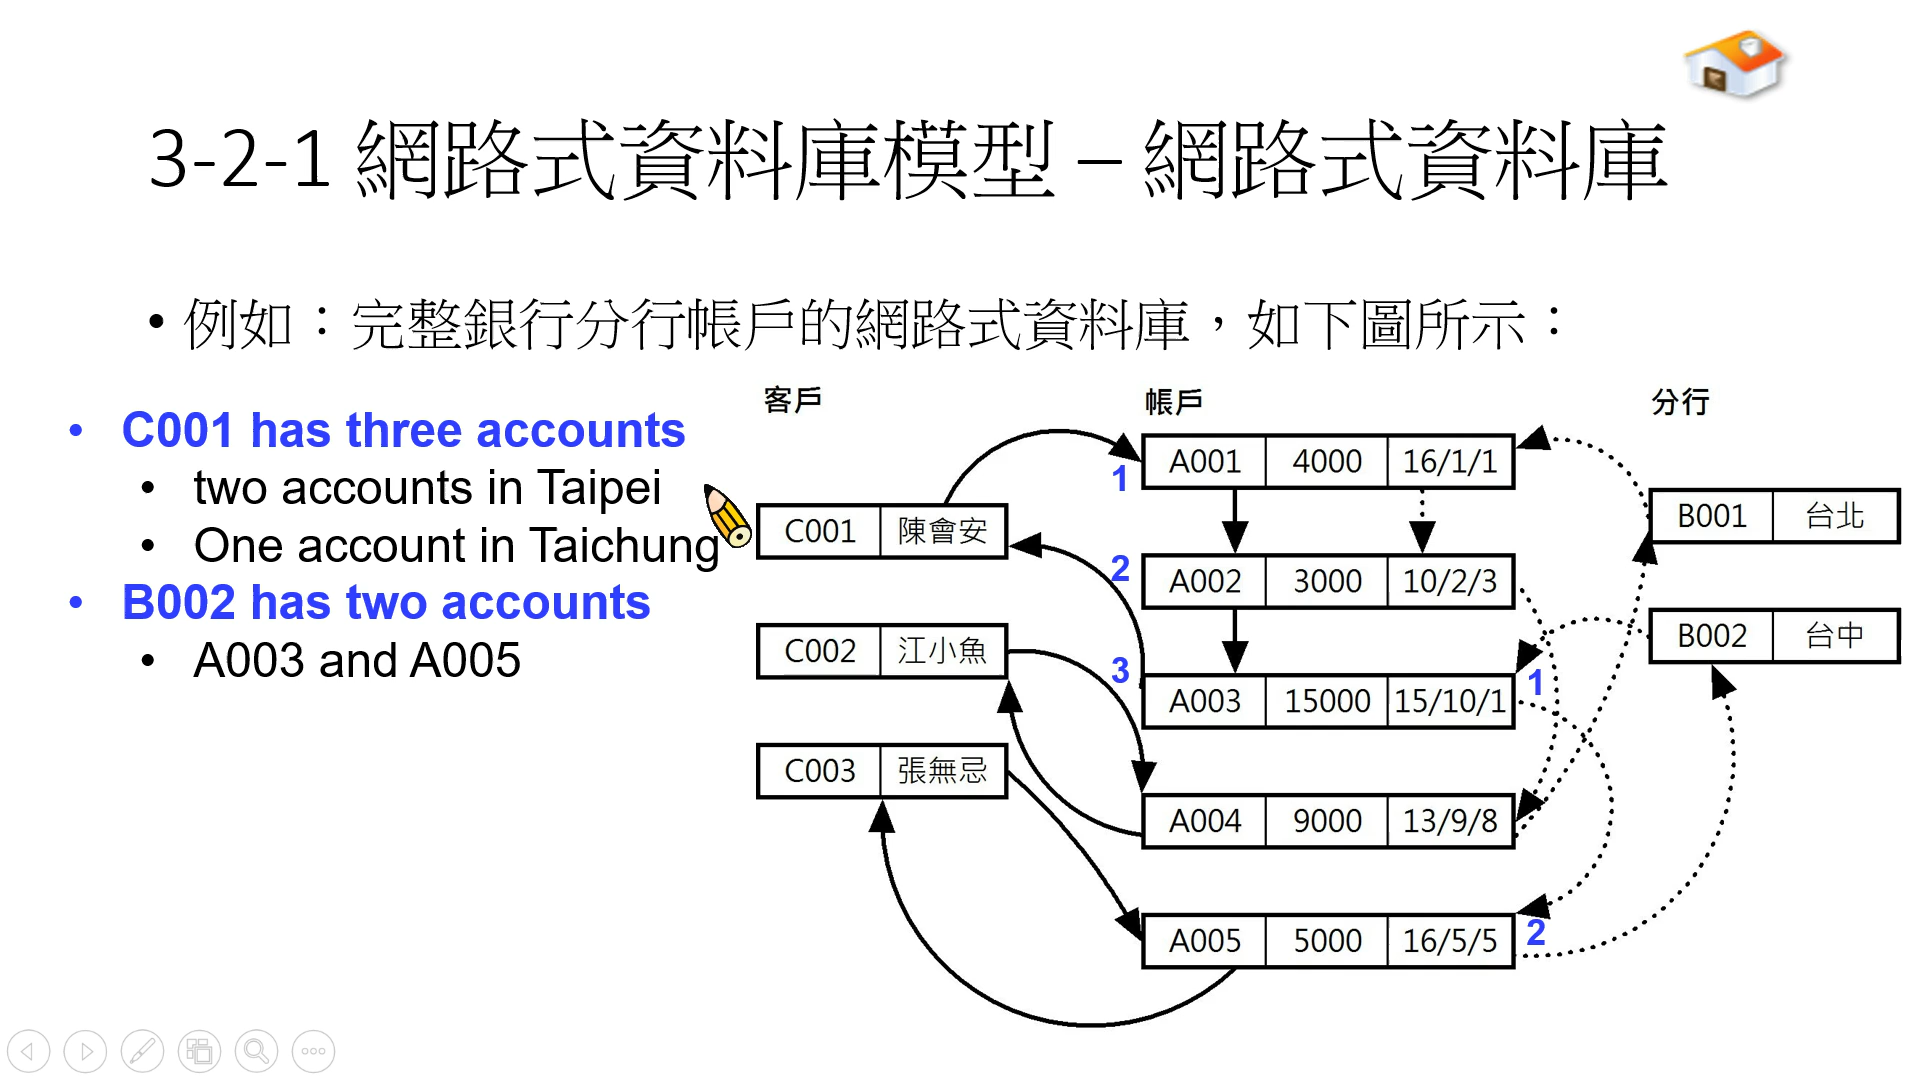 3-2-1 網路式資料庫模型 – 網路式資料庫
• 例如：完整銀行分行帳戶的網路式資料庫，如下圖所示：
• C001 has three accounts
• two accounts in Taipei
• One account in Taichung
• B002 has two accounts
• A003 and A005
客戶
C001 陳會安
C002 江小魚
C003 張無忌
帳戶
1
A001 4000 16/1/1
2
A002 3000 10/2/3
3
A003 15000 15/10/1
1
A004 9000 13/9/8
A005 5000 16/5/5
2
分行
B001 台北
B002 台中